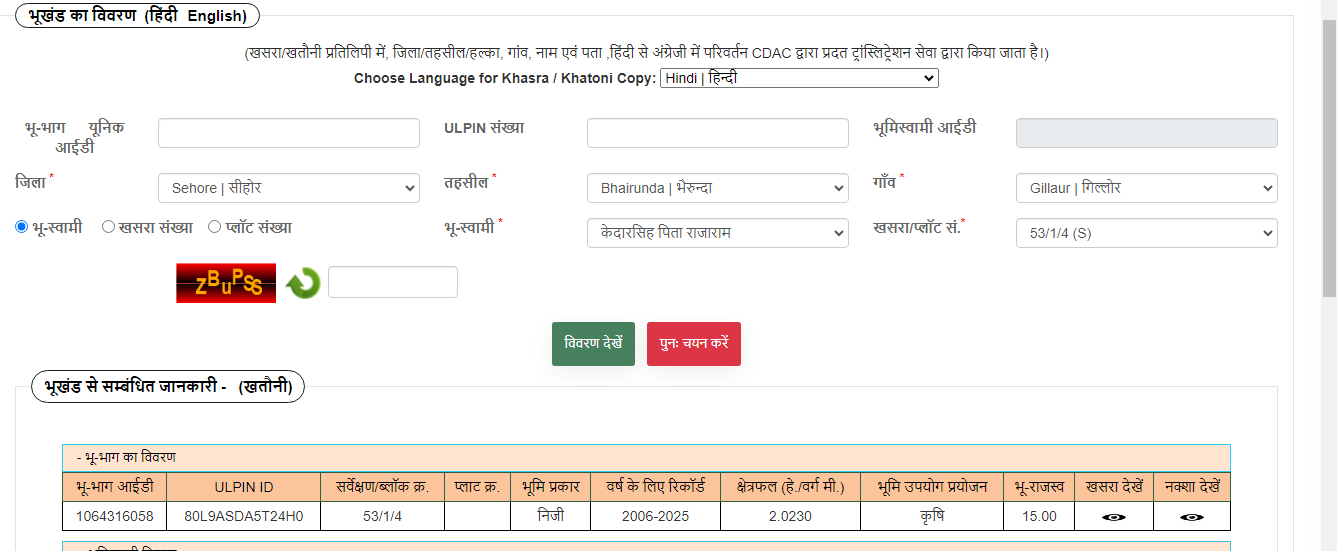 भूखंड का विवरण (हिंदी English)
(खसरा/खतौनी प्रतिलिपी में, जिला/तहसील/हल्का, गांव, नाम एवं पता ,हिंदी से अंग्रेजी में परिवर्तन CDAC द्वारा प्रदत ट्रांस्लिट्रेशन सेवा द्वारा किया जाता है।)
Choose Language for Khasra / Khatoni Copy: Hindi | हिन्दी
भू-भाग यूनिक आईडी ULPIN संख्या भूमिस्वामी आईडी
जिला * Sehore | सीहोर तहसील * Bhairunda | भैरुन्दा गाँव * Gillaur | गिल्लोर
भू-स्वामी खसरा संख्या प्लॉट संख्या भू-स्वामी * केदारसिह पिता राजाराम खसरा/प्लॉट सं.* 53/1/4 (S)
ZBuPSS
विवरण देखें पुनः चयन करें
भूखंड से सम्बंधित जानकारी - (खतौनी)
- भू-भाग का विवरण
भू-भाग आईडी ULPIN ID सर्वेक्षण/ब्लॉक क्र. प्लाट क्र. भूमि प्रकार वर्ष के लिए रिकॉर्ड क्षेत्रफल (हे./वर्ग मी.) भूमि उपयोग प्रयोजन भू-राजस्व खसरा देखें नक्शा देखें
1064316058 80L9ASDA5T24H0 53/1/4 निजी 2006-2025 2.0230 कृषि 15.00